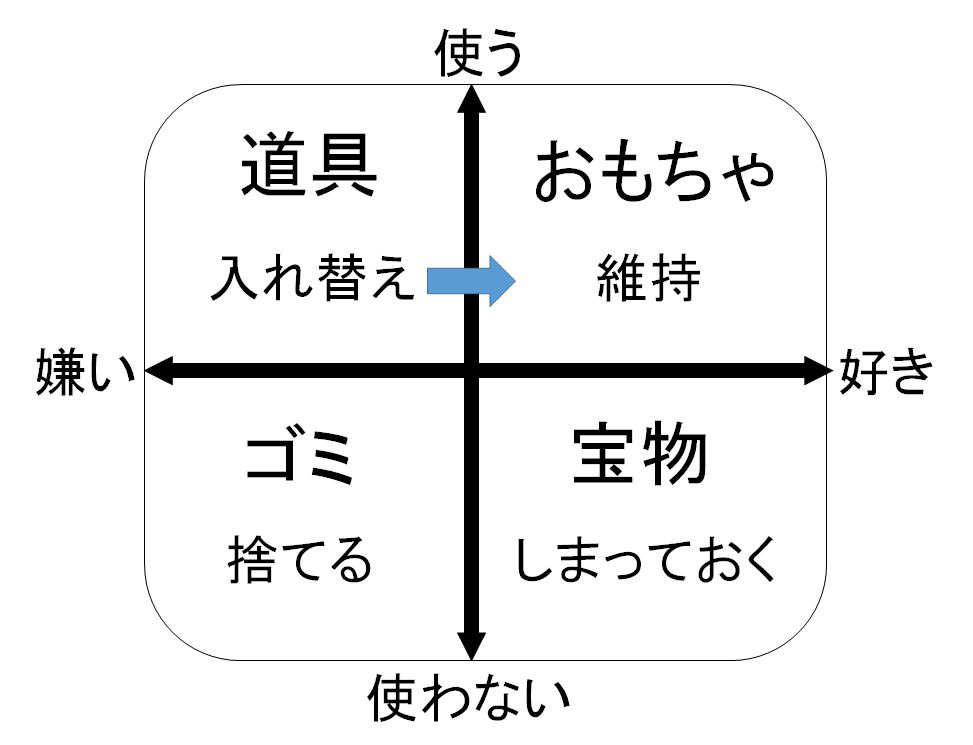 使う
道具
おもちゃ
入れ替え
維持
嫌い
好き
ゴミ
宝物
捨てる
しまっておく
使わない